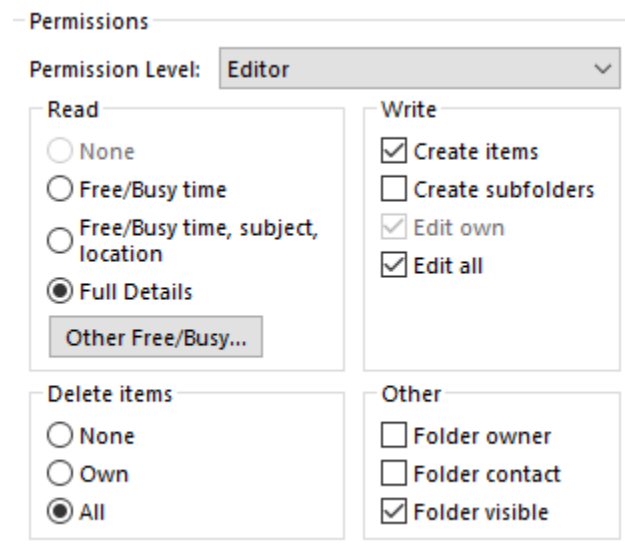 Permissions
Permission Level: Editor
Read
None
Free/Busy time
Free/Busy time, subject,
location
Full Details
Other Free/Busy...
Write
Create items
Create subfolders
Edit own
Edit all
Delete items
None
Own
All
Other
Folder owner
Folder contact
Folder visible